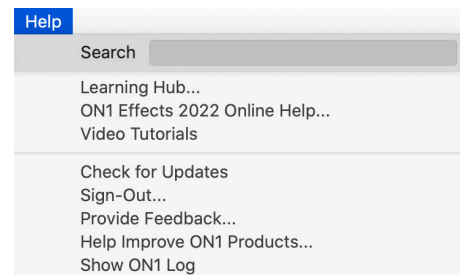 Help
Search
Learning Hub...
ON1 Effects 2022 Online Help...
Video Tutorials
Check for Updates
Sign-Out...
Provide Feedback...
Help Improve ON1 Products...
Show ON1 Log